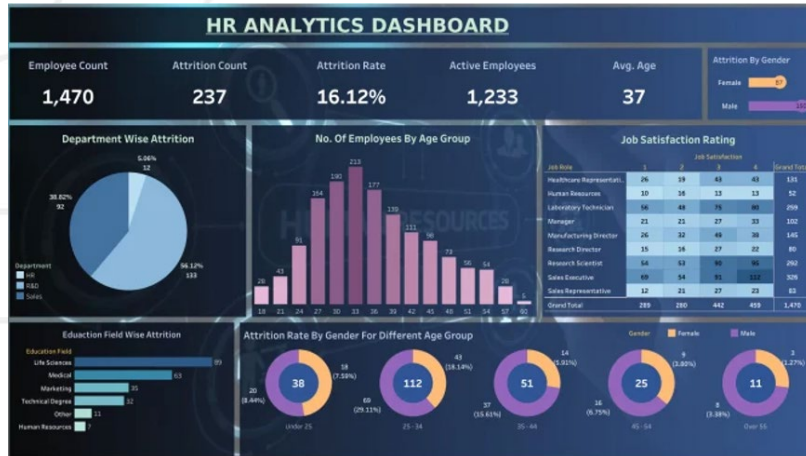 HR ANALYTICS DASHBOARD
Employee Count
1,470
Attrition Count
237
Attrition Rate
16.12%
Active Employees
1,233
Avg. Age
37
Attrition By Gender
Female 87
Male 150
Department Wise Attrition
5.06%
12
38.82%
92
56.12%
133
Department
HR
R&D
Sales
No. Of Employees By Age Group
28 43 91 164 190 213 177 139 111 98 73 56 54 28 5
18 21 24 27 30 33 36 39 42 45 48 51 54 57 60
Job Satisfaction Rating
Job Satisfaction
Job Role 1 2 3 4 Grand Tot
Healthcare Representati.. 26 19 43 43 131
Human Resources 10 16 13 13 52
Laboratory Technician 56 48 75 80 259
Manager 21 21 27 33 102
Manufacturing Director 26 32 49 38 145
Research Director 15 16 27 22 80
Research Scientist 54 53 90 95 292
Sales Executive 69 54 91 112 326
Sales Representative 12 21 27 23 83
Grand Total 289 280 442 459 1,470
Eduaction Field Wise Attrition
Education Field
Life Sciences 89
Medical 63
Marketing 35
Technical Degree 32
Other 11
Human Resources 7
Attrition Rate By Gender For Different Age Group
Gender Female Male
38
18
(7.59%)
20
(8.44%)
Under 25
112
43
(18.14%)
69
(29.11%)
25 - 34
51
14
(5.91%)
37
(15.61%)
35 - 44
25
9
(3.80%)
16
(6.75%)
45 - 54
11
3
(1.27%)
8
(3.38%)
Over 55